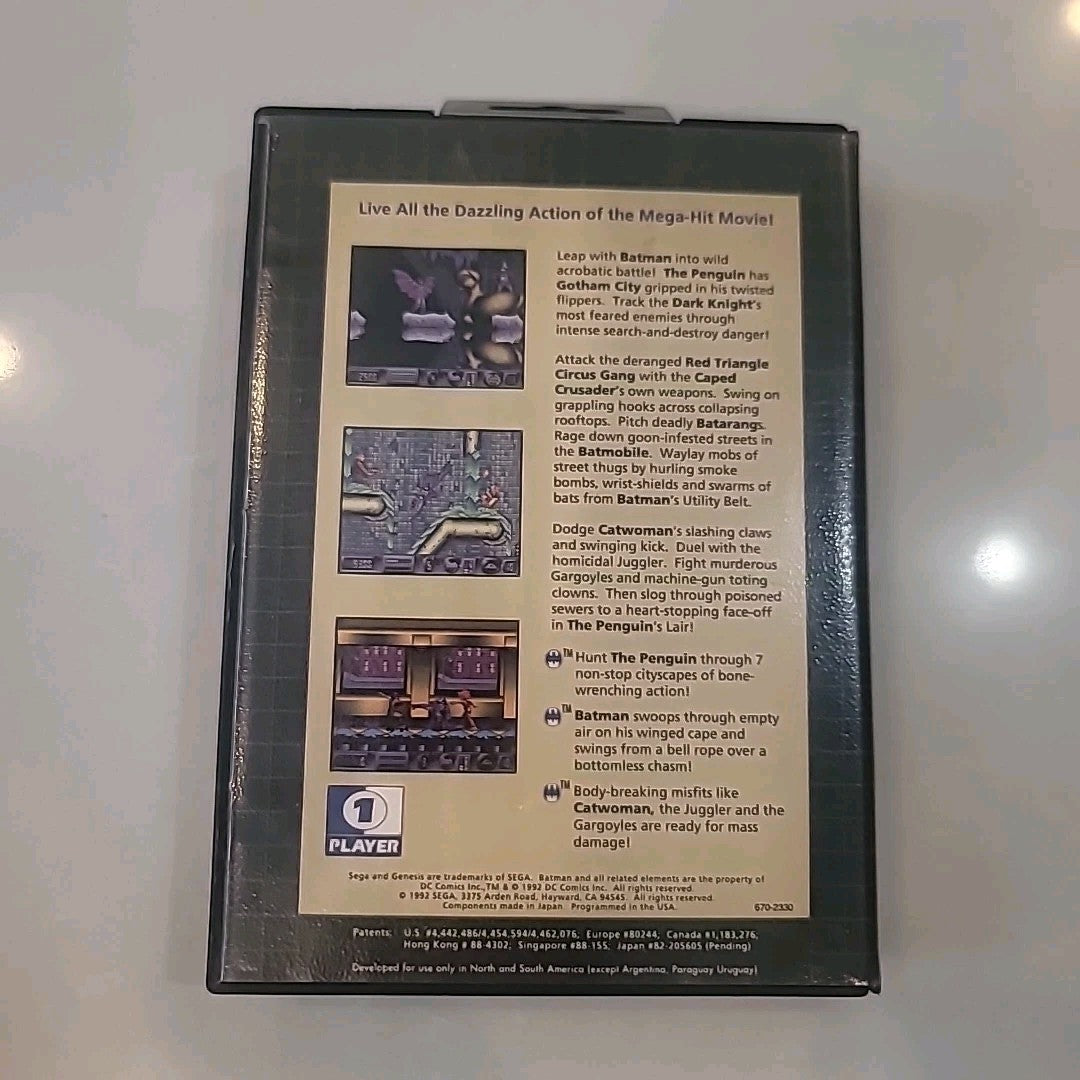 Live All the Dazzling Action of the Mega-Hit Movie!
Leap with Batman into wild
acrobatic battle! The Penguin has
Gotham City gripped in his twisted
flippers. Track the Dark Knight's
most feared enemies through
intense search-and-destroy danger!
Attack the deranged Red Triangle
Circus Gang with the Caped
Crusader's own weapons. Swing on
grappling hooks across collapsing
rooftops. Pitch deadly Batarangs.
Rage down goon-infested streets in
the Batmobile. Waylay mobs of
street thugs by hurling smoke
bombs, wrist-shields and swarms of
bats from Batman's Utility Belt.
Dodge Catwoman's slashing claws
and swinging kick. Duel with the
homicidal Juggler. Fight murderous
Gargoyles and machine-gun toting
clowns. Then slog through poisoned
sewers to a heart-stopping face-off
in The Penguin's Lair!
TM Hunt The Penguin through 7
non-stop cityscapes of bone-
wrenching action!
TM Batman swoops through empty
air on his winged cape and
swings from a bell rope over a
bottomless chasm!
TM Body-breaking misfits like
Catwoman, the Juggler and the
Gargoyles are ready for mass
damage!
1
PLAYER
Sega and Genesis are trademarks of SEGA. Batman and all related elements are the property of
DC Comics Inc., TM & © 1992 DC Comics Inc. All rights reserved.
© 1992 SEGA, 3375 Arden Road, Hayward, CA 94545. All rights reserved.
Components made in Japan. Programmed in the USA.
670-2330
Patents: U.S #4,442,486/4,454,594/4,462,076; Europe #80244; Canada #1,183,276;
Hong Kong # 88-4302; Singapore #88-155; Japan #82-205605 (Pending)
Developed for use only in North and South America (except Argentina, Paraguay Uruguay)